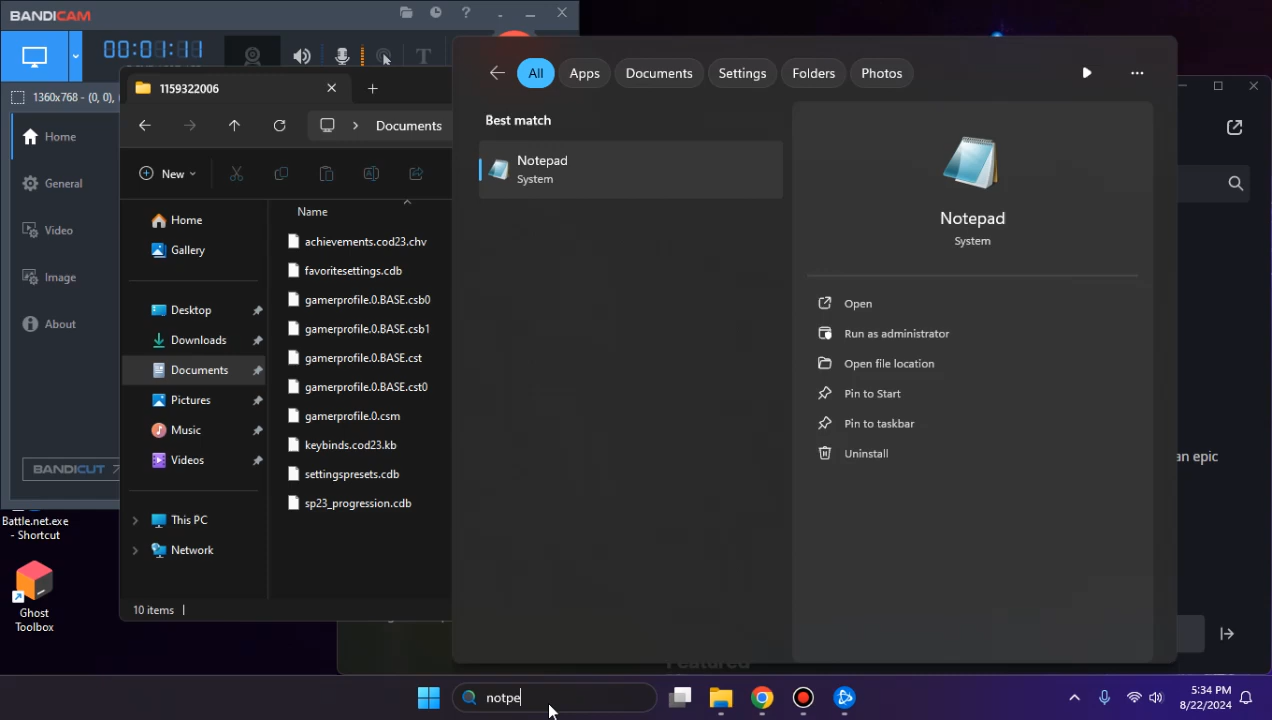 BANDICAM
00:01:11
1360x768 - (0, 0),
Home
General
Video
Image
About
BANDICUT
1159322006
Documents
New
Name
Home
Gallery
Desktop
Downloads
Documents
Pictures
Music
Videos
This PC
Network
achievements.cod23.chv
favoritesettings.cdb
gamerprofile.0.BASE.csb0
gamerprofile.0.BASE.csb1
gamerprofile.0.BASE.cst
gamerprofile.0.BASE.cst0
gamerprofile.0.csm
keybinds.cod23.kb
settingspresets.cdb
sp23_progression.cdb
10 items
Battle.net.exe
- Shortcut
Ghost
Toolbox
All Apps Documents Settings Folders Photos
Best match
Notepad
System
Notepad
System
Open
Run as administrator
Open file location
Pin to Start
Pin to taskbar
Uninstall
an epic
Featured
notpe
5:34 PM
8/22/2024